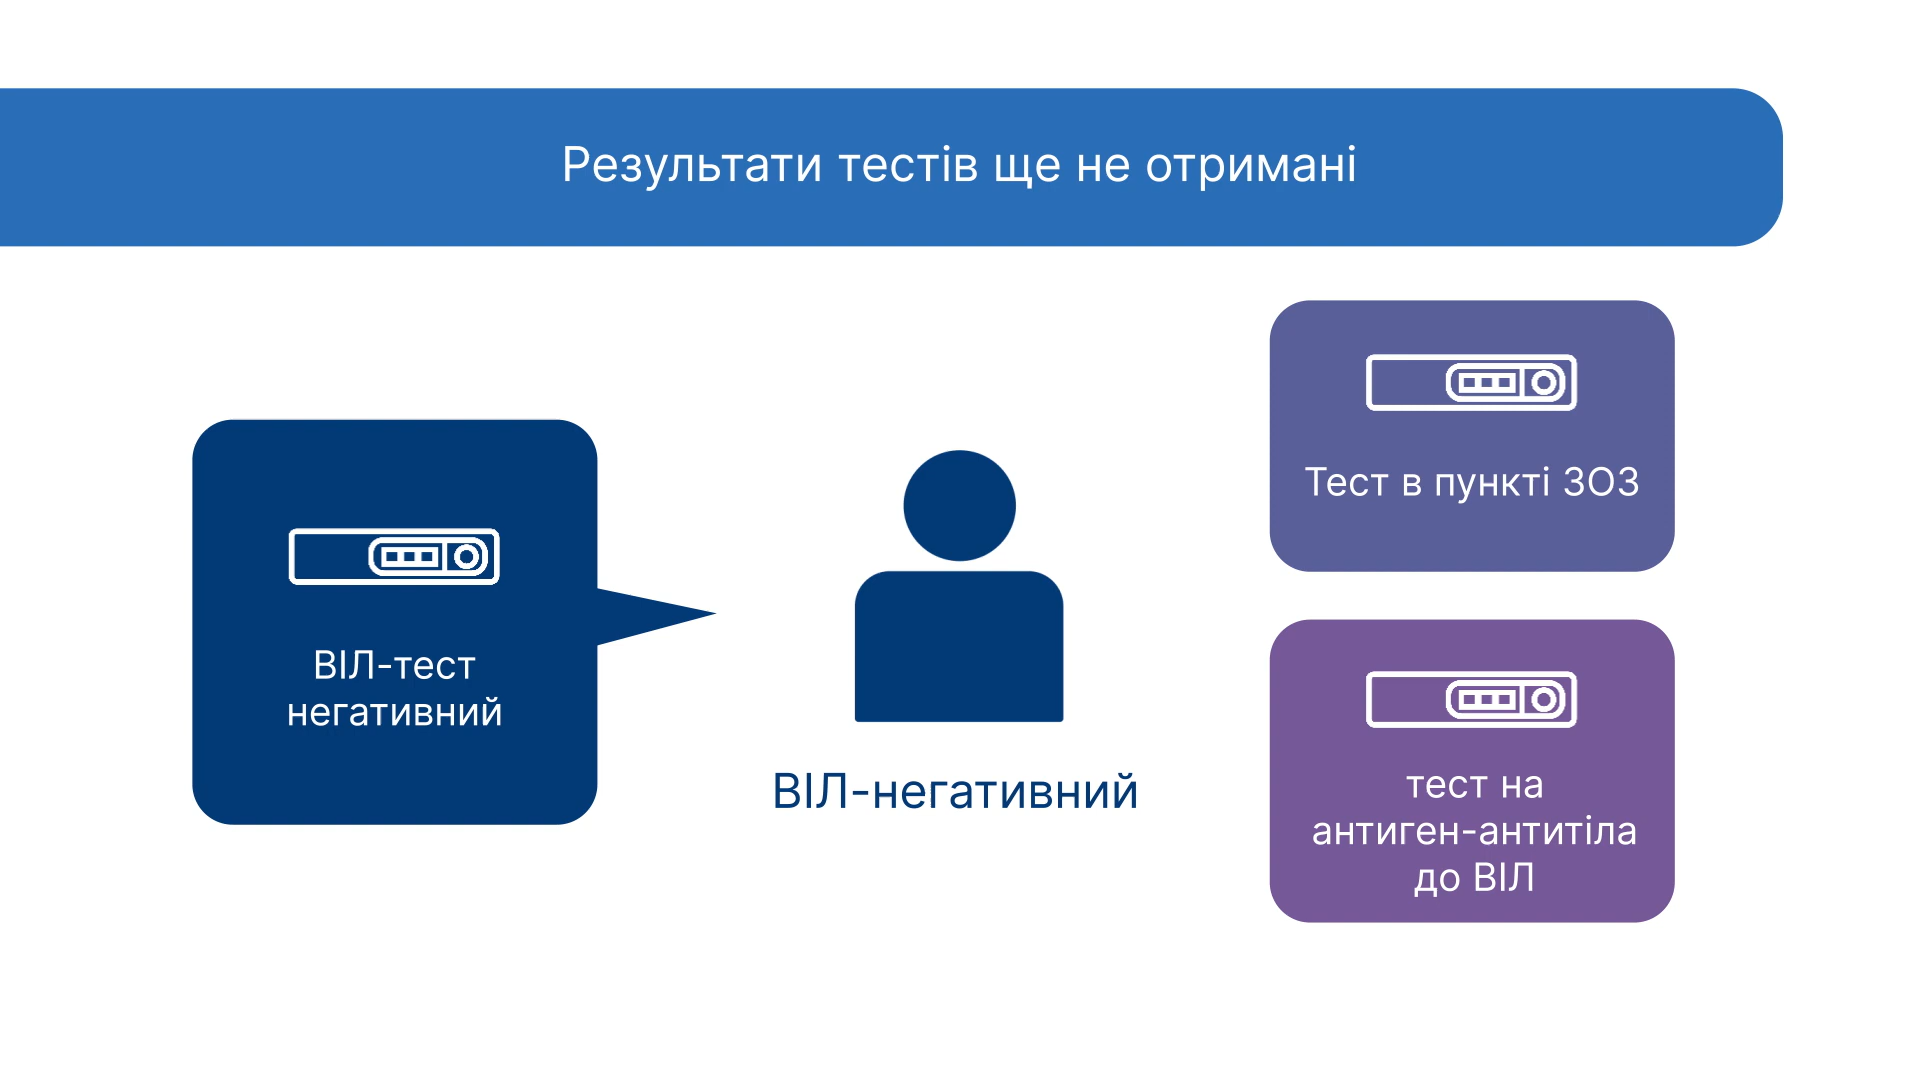 Результати тестів ще не отримані
ВІЛ-тест
негативний
ВІЛ-негативний
Тест в пункті ЗОЗ
тест на
антиген-антитіла
до ВІЛ